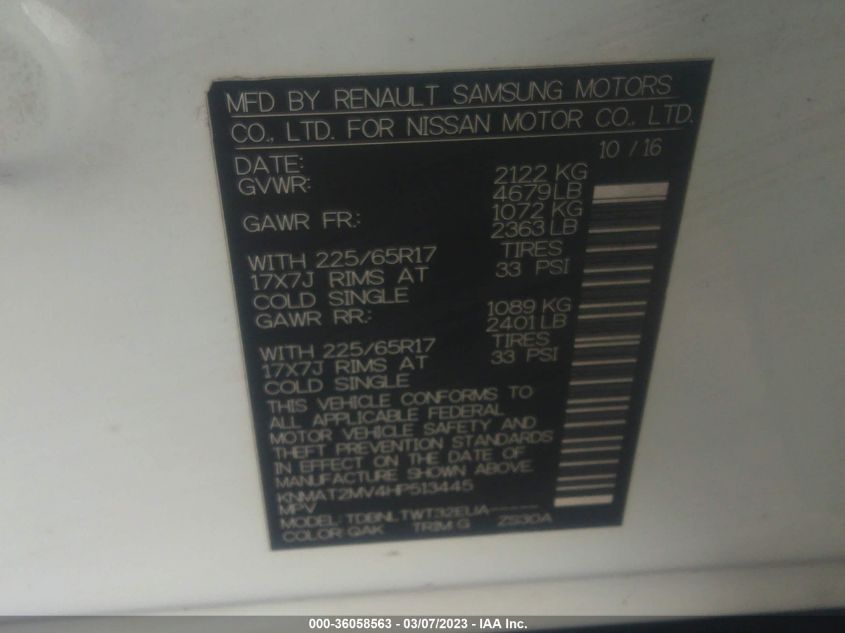 MFD BY RENAULT SAMSUNG MOTORS
CO., LTD. FOR NISSAN MOTOR CO., LTD.
DATE: 10 / 16
GVWR: 2122 KG
4679 LB
GAWR FR.: 1072 KG
2363 LB
WITH 225/65R17 TIRES
17X7J RIMS AT 33 PSI
COLD SINGLE
GAWR RR.: 1089 KG
2401 LB
WITH 225/65R17 TIRES
17X7J RIMS AT 33 PSI
COLD SINGLE
THIS VEHICLE CONFORMS TO
ALL APPLICABLE FEDERAL
MOTOR VEHICLE SAFETY AND
THEFT PREVENTION STANDARDS
IN EFFECT ON THE DATE OF
MANUFACTURE SHOWN ABOVE.
KNMAT2MV4HP513445
MPV
MODEL: TDBNLTWT32EUA-----
COLOR: QAK TRIM: G ZS30A
000-36058563 - 03/07/2023 - IAA Inc.